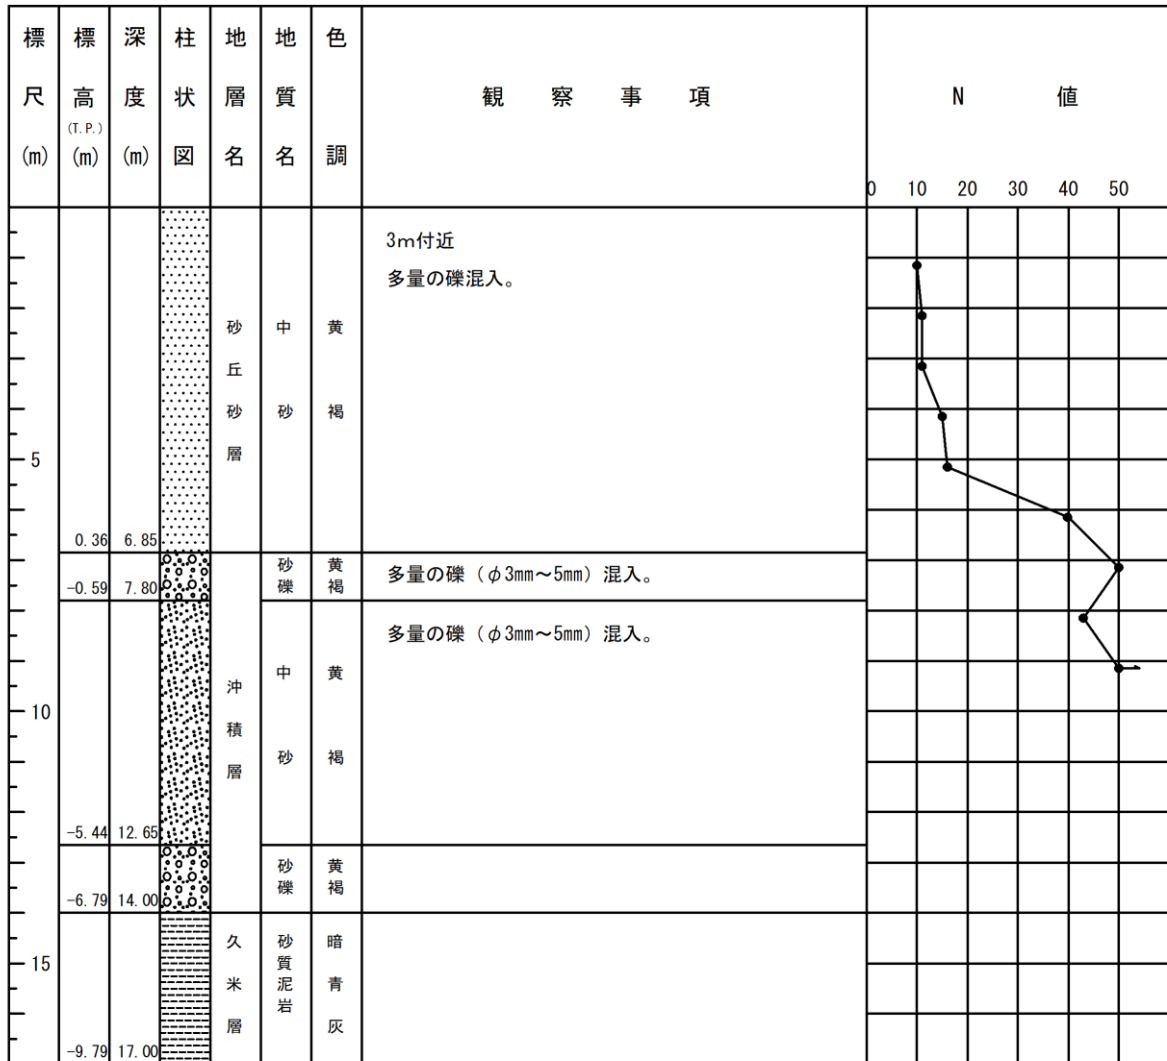 標尺(m)
標高(T.P.)(m)
深度(m)
柱状図
地層名
地質名
色調
観察事項
N値
0 10 20 30 40 50
3m付近
多量の礫混入。
砂丘砂層
中砂
黄褐
5
0.36 6.85
砂礫
黄褐
多量の礫（φ3mm～5mm）混入。
-0.59 7.80
多量の礫（φ3mm～5mm）混入。
沖積層
中砂
黄褐
10
-5.44 12.65
砂礫
黄褐
-6.79 14.00
久米層
砂質泥岩
暗青灰
15
-9.79 17.00